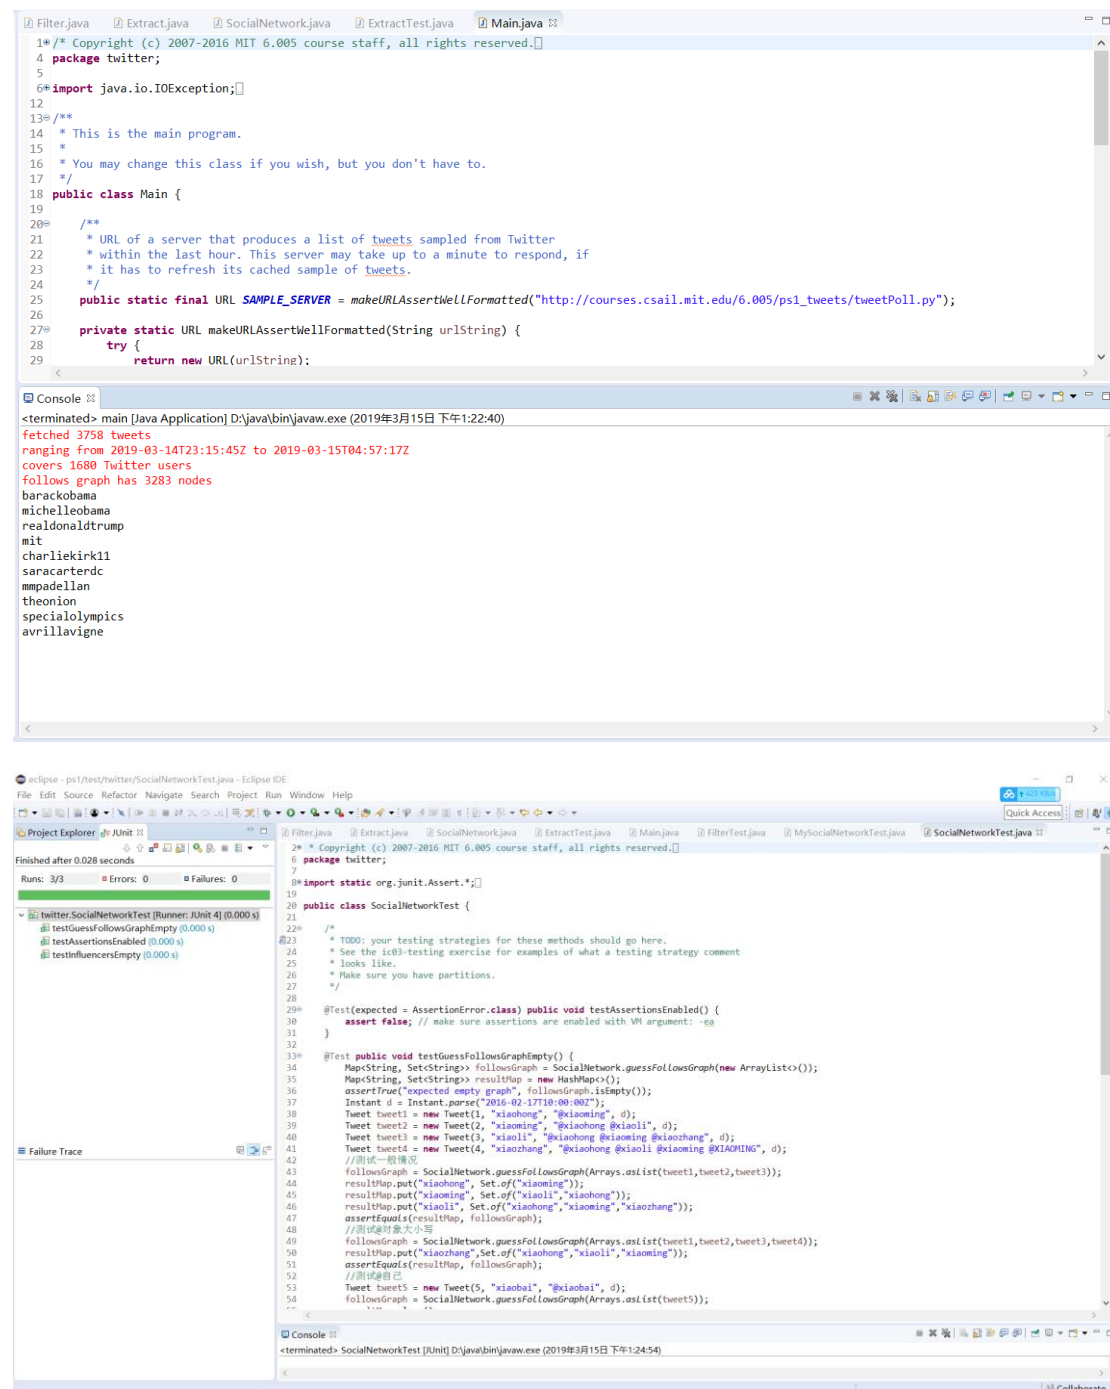 Filter.java Extract.java SocialNetwork.java ExtractTest.java Main.java
1 /* Copyright (c) 2007-2016 MIT 6.005 course staff, all rights reserved.
4 package twitter;
5
6 import java.io.IOException;
12
13 /**
14 * This is the main program.
15 *
16 * You may change this class if you wish, but you don't have to.
17 */
18 public class Main {
19
20 /**
21 * URL of a server that produces a list of tweets sampled from Twitter
22 * within the last hour. This server may take up to a minute to respond, if
23 * it has to refresh its cached sample of tweets.
24 */
25 public static final URL SAMPLE_SERVER = makeURLAssertWellFormatted("http://courses.csail.mit.edu/6.005/ps1_tweets/tweetPoll.py");
26
27 private static URL makeURLAssertWellFormatted(String urlString) {
28 try {
29 return new URL(urlString);
Console
<terminated> main [Java Application] D:\java\bin\javaw.exe (2019年3月15日 下午1:22:40)
fetched 3758 tweets
ranging from 2019-03-14T23:15:45Z to 2019-03-15T04:57:17Z
covers 1680 Twitter users
follows graph has 3283 nodes
barackobama
michelleobama
realdonaldtrump
mit
charliekirk11
saracarterdc
mmpadellan
theonion
specialolympics
avrillavigne
eclipse - ps1/test/twitter/SocialNetworkTest.java - Eclipse IDE
File Edit Source Refactor Navigate Search Project Run Window Help
Quick Access
Project Explorer JUnit
Filter.java Extract.java SocialNetwork.java ExtractTest.java Main.java FilterTest.java MySocialNetworkTest.java SocialNetworkTest.java
Finished after 0.028 seconds
Runs: 3/3 Errors: 0 Failures: 0
twitter.SocialNetworkTest [Runner: JUnit 4] (0.000 s)
testGuessFollowsGraphEmpty (0.000 s)
testAssertionsEnabled (0.000 s)
testInfluencersEmpty (0.000 s)
Failure Trace
2 * Copyright (c) 2007-2016 MIT 6.005 course staff, all rights reserved.
6 package twitter;
7
8 import static org.junit.Assert.*;
19
20 public class SocialNetworkTest {
21
22 /*
23 * TODO: your testing strategies for these methods should go here.
24 * See the ic03-testing exercise for examples of what a testing strategy comment
25 * looks like.
26 * Make sure you have partitions.
27 */
28
29 @Test(expected = AssertionError.class) public void testAssertionsEnabled() {
30 assert false; // make sure assertions are enabled with VM argument: -ea
31 }
32
33 @Test public void testGuessFollowsGraphEmpty() {
34 Map<String, Set<String>> followsGraph = SocialNetwork.guessFollowsGraph(new ArrayList<>());
35 Map<String, Set<String>> resultMap = new HashMap<>();
36 assertTrue("expected empty graph", followsGraph.isEmpty());
37 Instant d = Instant.parse("2016-02-17T10:00:00Z");
38 Tweet tweet1 = new Tweet(1, "xiaohong", "@xiaoming", d);
39 Tweet tweet2 = new Tweet(2, "xiaoming", "@xiaohong @xiaoli", d);
40 Tweet tweet3 = new Tweet(3, "xiaoli", "@xiaohong @xiaoming @xiaozhang", d);
41 Tweet tweet4 = new Tweet(4, "xiaozhang", "@xiaohong @xiaoli @xiaoming @XIAOMING", d);
42 //测试一般情况
43 followsGraph = SocialNetwork.guessFollowsGraph(Arrays.asList(tweet1,tweet2,tweet3));
44 resultMap.put("xiaohong", Set.of("xiaoming"));
45 resultMap.put("xiaoming", Set.of("xiaoli","xiaohong"));
46 resultMap.put("xiaoli", Set.of("xiaohong","xiaoming","xiaozhang"));
47 assertEquals(resultMap, followsGraph);
48 //测试@对象大小写
49 followsGraph = SocialNetwork.guessFollowsGraph(Arrays.asList(tweet1,tweet2,tweet3,tweet4));
50 resultMap.put("xiaozhang",Set.of("xiaohong","xiaoli","xiaoming"));
51 assertEquals(resultMap, followsGraph);
52 //测试@自己
53 Tweet tweet5 = new Tweet(5, "xiaobai", "@xiaobai", d);
54 followsGraph = SocialNetwork.guessFollowsGraph(Arrays.asList(tweet5));
Console
<terminated> SocialNetworkTest [JUnit] D:\java\bin\javaw.exe (2019年3月15日 下午1:24:54)